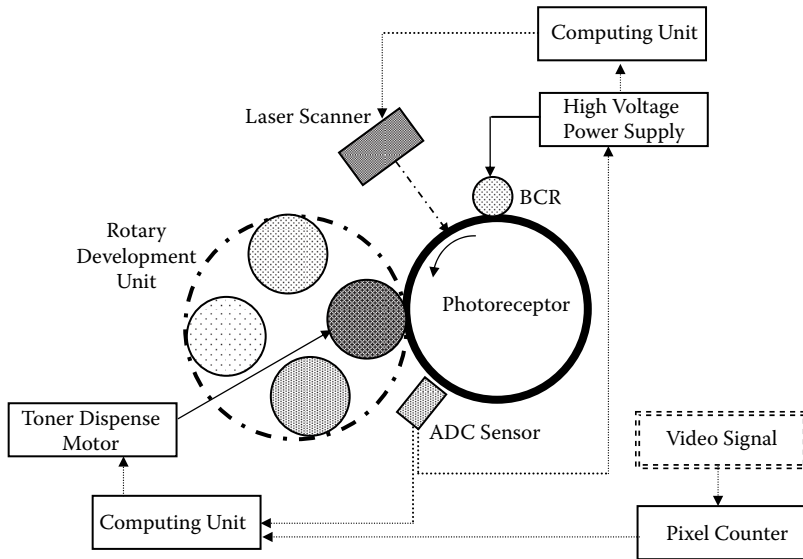 Computing Unit
Laser Scanner
High Voltage
Power Supply
BCR
Rotary
Development
Unit
Photoreceptor
Toner Dispense
Motor
ADC Sensor
Video Signal
Computing Unit
Pixel Counter